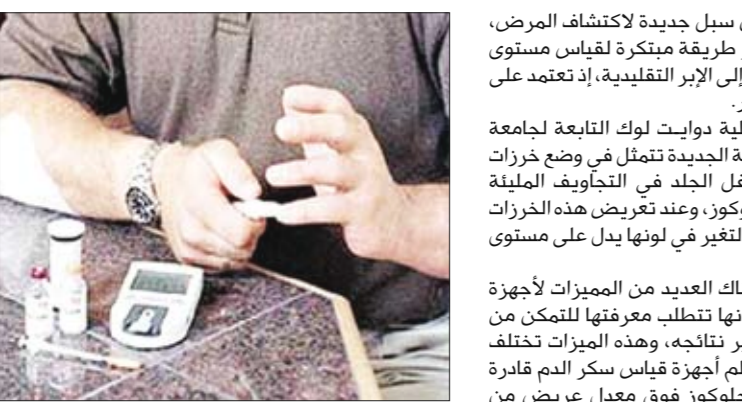 سبل جديدة لاكتشاف المرض،
طريقة مبتكرة لقياس مستوى
إلى الإبر التقليدية، إذ تعتمد على
لية دوايـت لوك التابعة لجامعة
ة الجديدة تتمثل في وضع خرزات
فل الجلد في التجاويف المليئة
وكوز، وعند تعريض هذه الخرزات
لتغير في لونها يدل على مستوى
اك العديد من المميزات لأجهزة
نها تتطلب معرفتها للتمكن من
ير نتائجه، وهذه الميزات تختلف
لم أجهزة قياس سكر الدم قادرة
جلوكوز فوق معدل عريض من